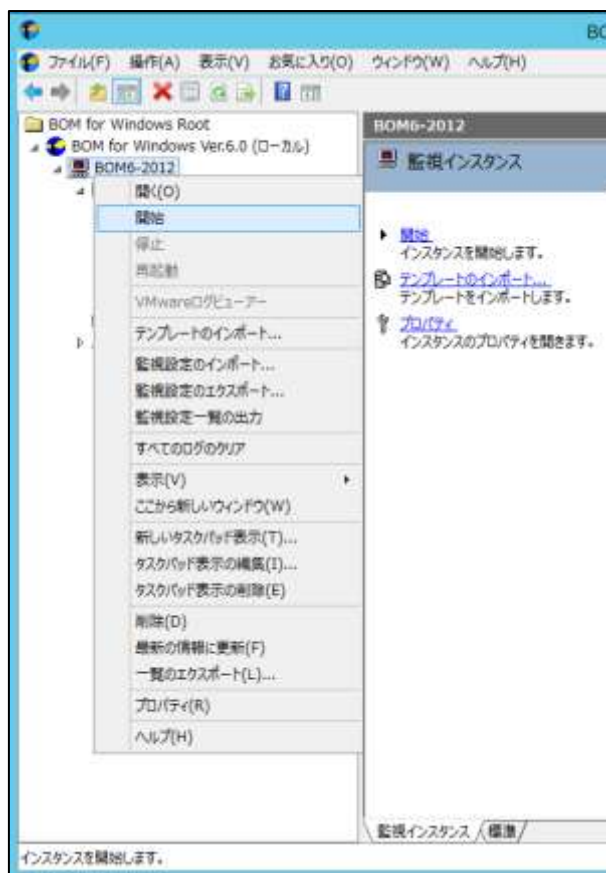 BO
ファイル(F) 操作(A) 表示(V) お気に入り(O) ウィンドウ(W) ヘルプ(H)
BOM for Windows Root
BOM for Windows Ver.6.0 (ローカル)
BOM6-2012
開く(O)
開始
停止
再起動
VMwareログビューアー
テンプレートのインポート...
監視設定のインポート...
監視設定のエクスポート...
監視設定一覧の出力
すべてのログのクリア
表示(V)
ここから新しいウィンドウ(W)
新しいタスクパッド表示(T)...
タスクパッド表示の編集(I)...
タスクパッド表示の削除(E)
削除(D)
最新の情報に更新(F)
一覧のエクスポート(L)...
プロパティ(R)
ヘルプ(H)
BOM6-2012
監視インスタンス
開始
インスタンスを開始します。
テンプレートのインポート...
テンプレートをインポートします。
プロパティ
インスタンスのプロパティを開きます。
監視インスタンス 標準
インスタンスを開始します。